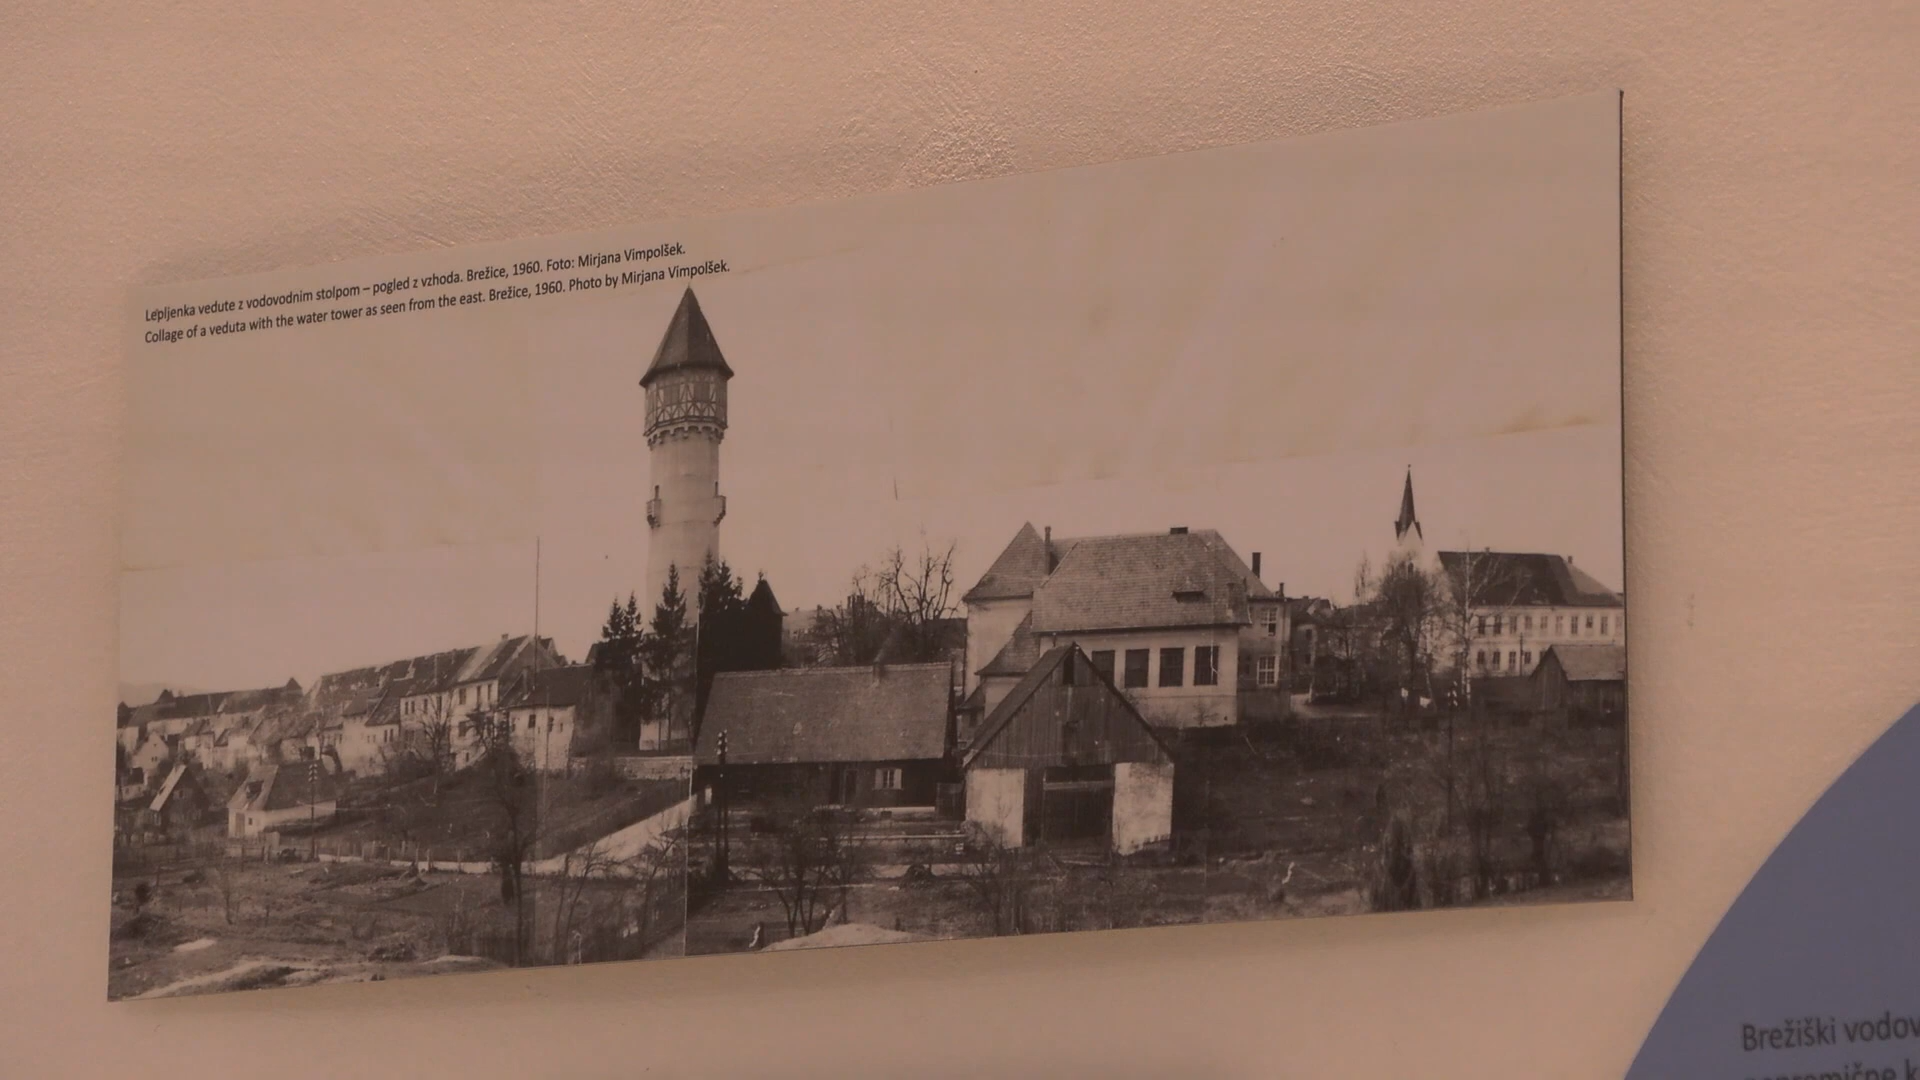 Lepljenka vedute z vodovodnim stolpom – pogled z vzhoda. Brežice, 1960. Foto: Mirjana Vimpolšek.
Collage of a veduta with the water tower as seen from the east. Brežice, 1960. Photo by Mirjana Vimpolšek.
Brežiški vodov